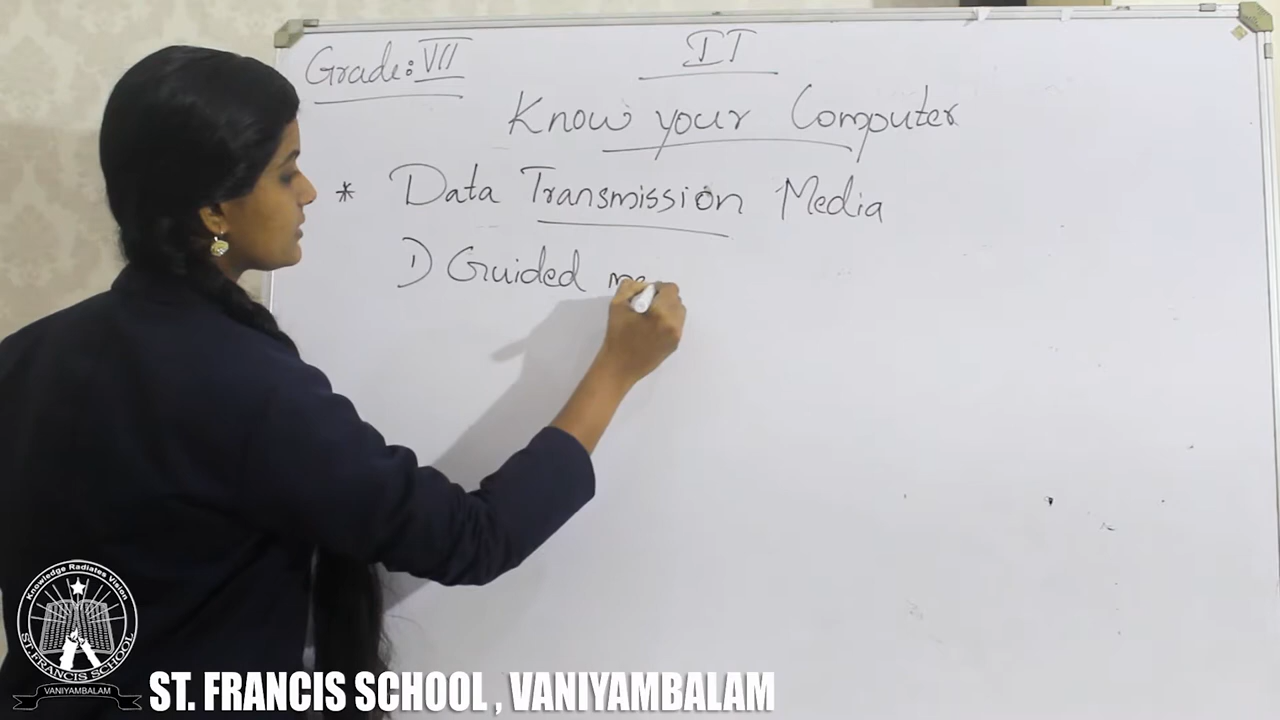 Grade: VII
IT
Know your Computer
* Data Transmission Media
1) Guided me
Knowledge Radiates Vision
ST. FRANCIS SCHOOL
VANIYAMBALAM
ST. FRANCIS SCHOOL , VANIYAMBALAM